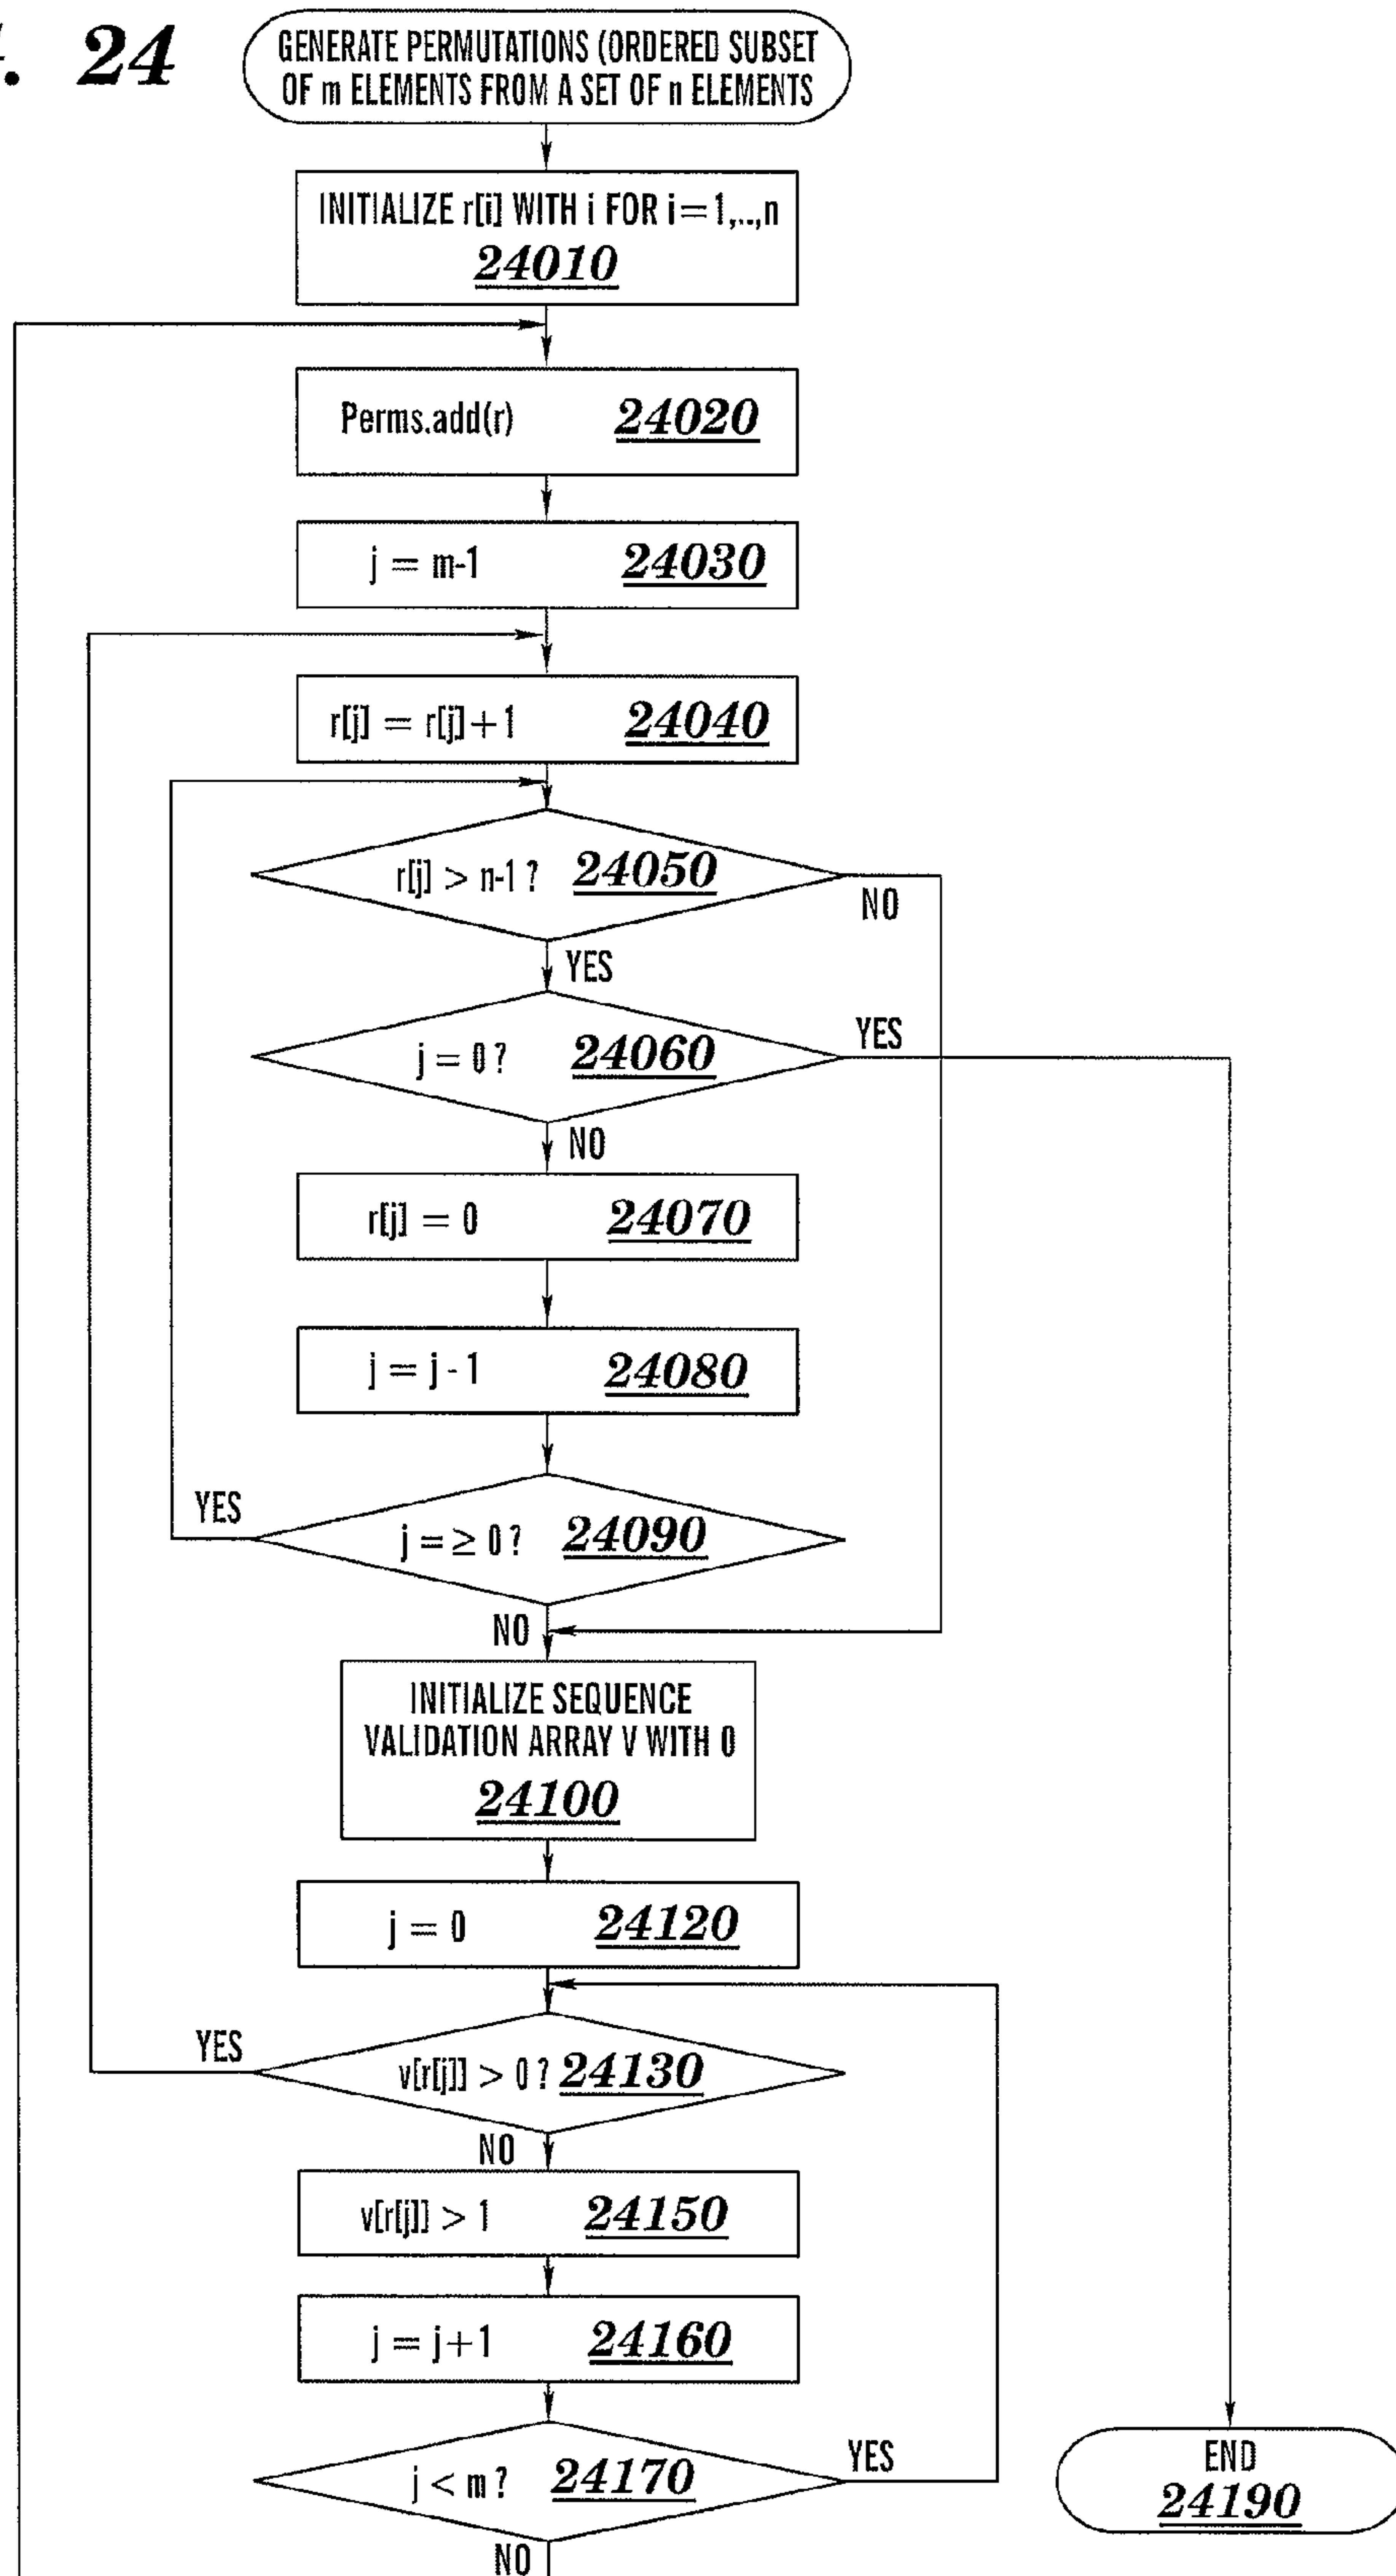 . 24
GENERATE PERMUTATIONS (ORDERED SUBSET
OF m ELEMENTS FROM A SET OF n ELEMENTS
INITIALIZE r[i] WITH i FOR i=1,..,n
24010
Perms.add(r) 24020
j = m-1 24030
r[j] = r[j]+1 24040
r[j] > n-1 ? 24050
NO
YES
j = 0 ? 24060
YES
NO
r[j] = 0 24070
j = j-1 24080
YES
j = ≥ 0 ? 24090
NO
INITIALIZE SEQUENCE
VALIDATION ARRAY V WITH 0
24100
j = 0 24120
YES
v[r[j]] > 0 ? 24130
NO
v[r[j]] > 1 24150
j = j+1 24160
j < m ? 24170
YES
NO
END
24190